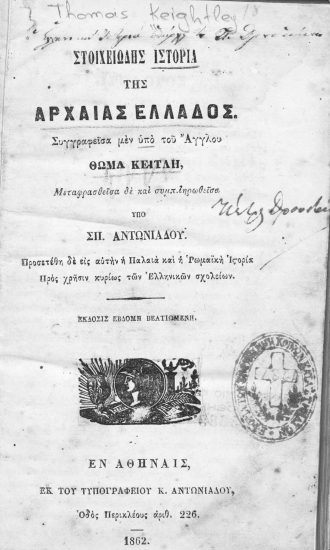 Thomas Keightley
ΣΤΟΙΧΕΙΩΔΗΣ ΙΣΤΟΡΙΑ
ΤΗΣ
ΑΡΧΑΙΑΣ ΕΛΛΑΔΟΣ.
Συγγραφεῖσα μὲν ὑπὸ τοῦ Ἄγγλου
ΘΩΜΑ ΚΕΙΤΛΗ,
Μεταφρασθεῖσα δὲ καὶ συμπληρωθεῖσα
ΥΠΟ
ΣΠ. ΑΝΤΩΝΙΑΔΟΥ.
Προσετέθη δὲ εἰς αὐτὴν ἡ Παλαιὰ καὶ ἡ Ῥωμαϊκὴ Ἱστορία
Πρὸς χρῆσιν κυρίως τῶν Ἑλληνικῶν σχολείων.
ΕΚΔΟΣΙΣ ΕΒΔΟΜΗ ΒΕΛΤΙΩΜΕΝΗ.
ΕΝ ΑΘΗΝΑΙΣ,
ΕΚ ΤΟΥ ΤΥΠΟΓΡΑΦΕΙΟΥ Κ. ΑΝΤΩΝΙΑΔΟΥ,
Ὁδὸς Περικλέους ἀριθ. 226.
1862.